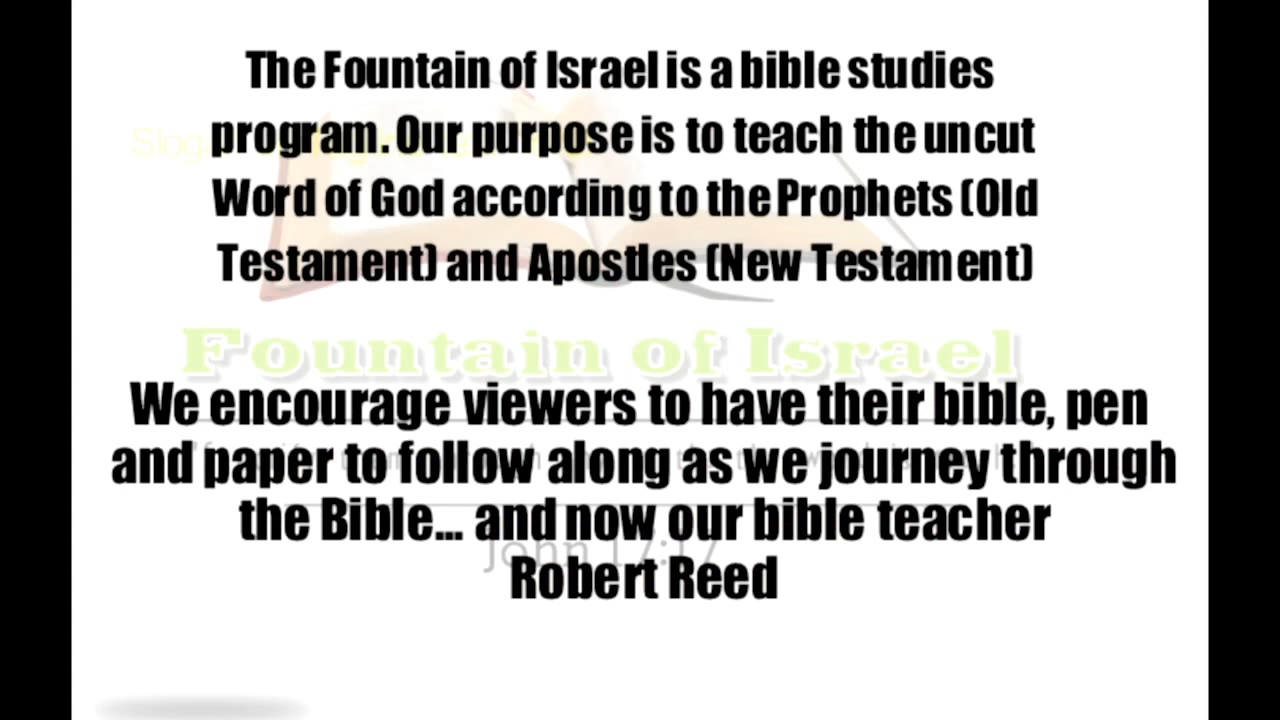 The Fountain of Israel is a bible studies
program. Our purpose is to teach the uncut
Word of God according to the Prophets (Old
Testament) and Apostles (New Testament)
Fountain of Israel
We encourage viewers to have their bible, pen
and paper to follow along as we journey through
the Bible... and now our bible teacher
John 17:17
Robert Reed